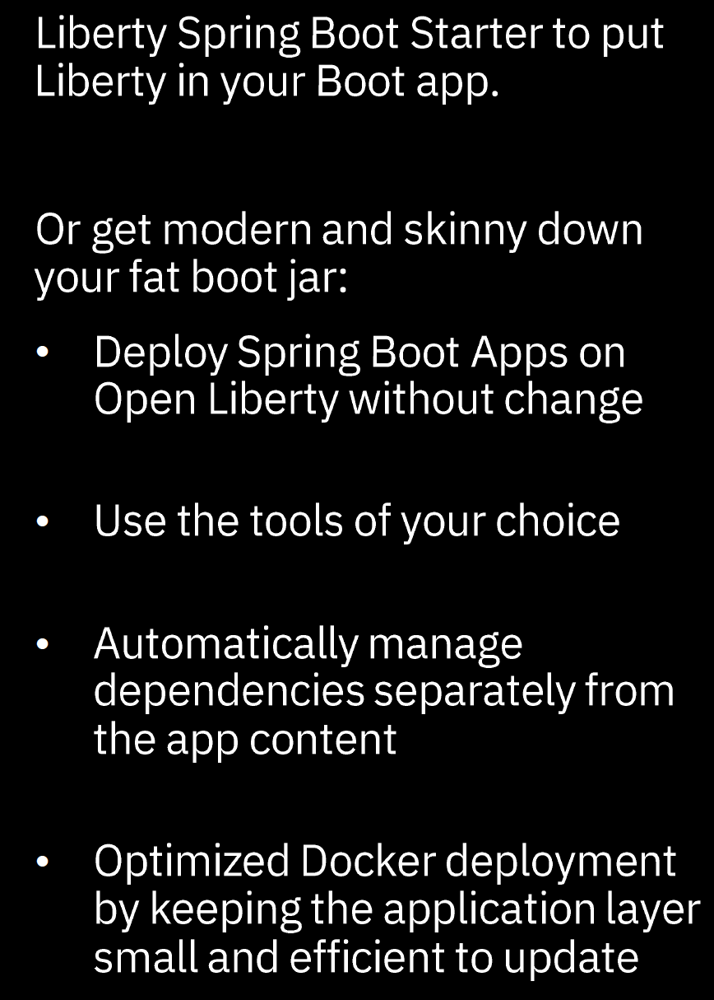 Liberty Spring Boot Starter to put
Liberty in your Boot app.
Or get modern and skinny down
your fat boot jar:
• Deploy Spring Boot Apps on
Open Liberty without change
• Use the tools of your choice
• Automatically manage
dependencies separately from
the app content
• Optimized Docker deployment
by keeping the application layer
small and efficient to update